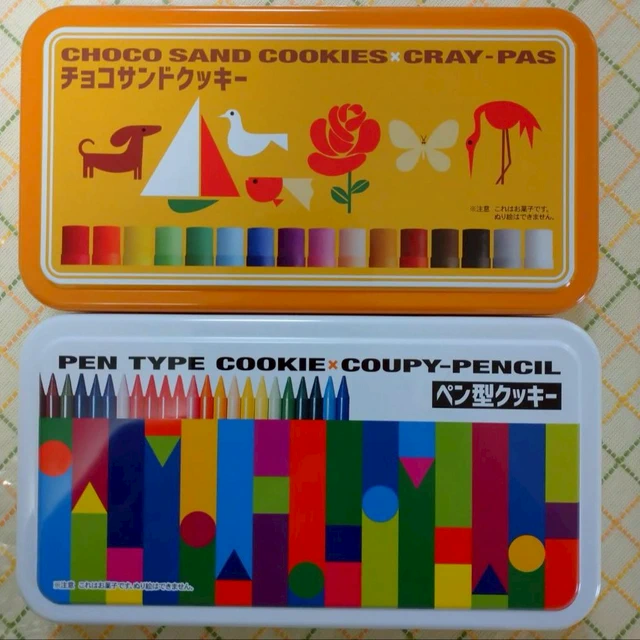 CHOCO SAND COOKIES×CRAY-PAS
チョコサンドクッキー
※注意 これはお菓子です。
ぬり絵はできません。
PEN TYPE COOKIE×COUPY-PENCIL
ペン型クッキー
※注意 これはお菓子です。ぬり絵はできません。